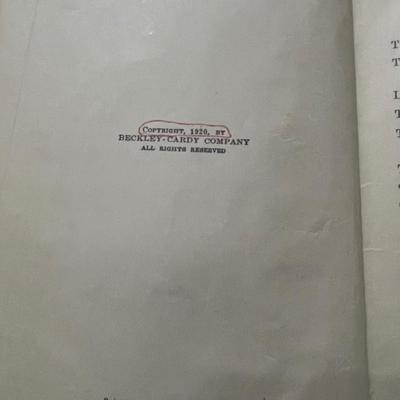 COPYRIGHT, 1920, BY
BECKLEY-CARDY COMPANY
ALL RIGHTS RESERVED